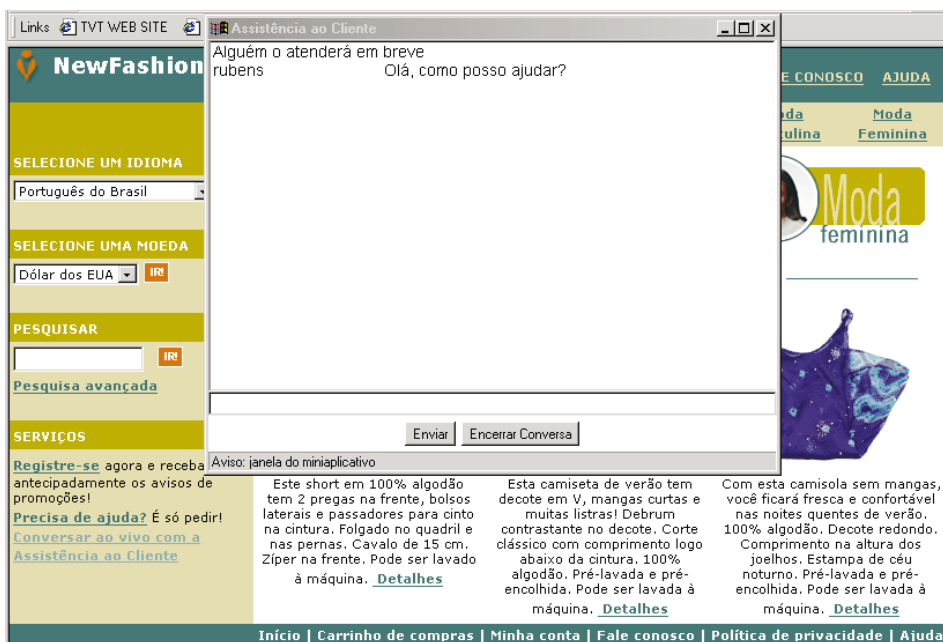 Links TVT WEB SITE
Assistência ao Cliente
Alguém o atenderá em breve
rubens Olá, como posso ajudar?
Enviar Encerrar Conversa
Aviso: janela do miniaplicativo
NewFashion
CONOSCO AJUDA
Moda
Feminina
SELECIONE UM IDIOMA
Português do Brasil
SELECIONE UMA MOEDA
Dólar dos EUA IR!
PESQUISAR
IR!
Pesquisa avançada
SERVIÇOS
Registre-se agora e receba
antecipadamente os avisos de
promoções!
Precisa de ajuda? É só pedir!
Conversar ao vivo com a
Assistência ao Cliente
Moda
feminina
Este short em 100% algodão
tem 2 pregas na frente, bolsos
laterais e passadores para cinto
na cintura. Folgado no quadril e
nas pernas. Cavalo de 15 cm.
Zíper na frente. Pode ser lavado
à máquina. Detalhes
Esta camiseta de verão tem
decote em V, mangas curtas e
muitas listras! Debrum
contrastante no decote. Corte
clássico com comprimento logo
abaixo da cintura. 100%
algodão. Pré-lavada e pré-
encolhida. Pode ser lavada à
máquina. Detalhes
Com esta camisola sem mangas,
você ficará fresca e confortável
nas noites quentes de verão.
100% algodão. Decote redondo.
Comprimento na altura dos
joelhos. Estampa de céu
noturno. Pré-lavada e pré-
encolhida. Pode ser lavada à
máquina. Detalhes
Início | Carrinho de compras | Minha conta | Fale conosco | Política de privacidade | Ajuda